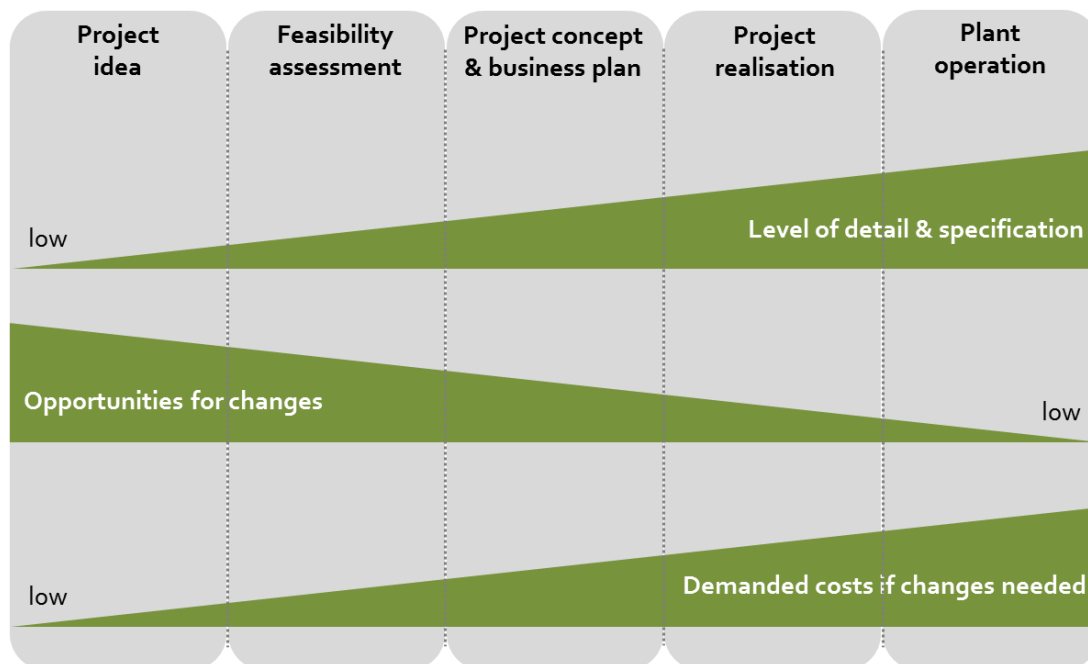 Project
idea
Feasibility
assessment
Project concept
& business plan
Project
realisation
Plant
operation
low
Level of detail & specification
Opportunities for changes
low
low
Demanded costs if changes needed